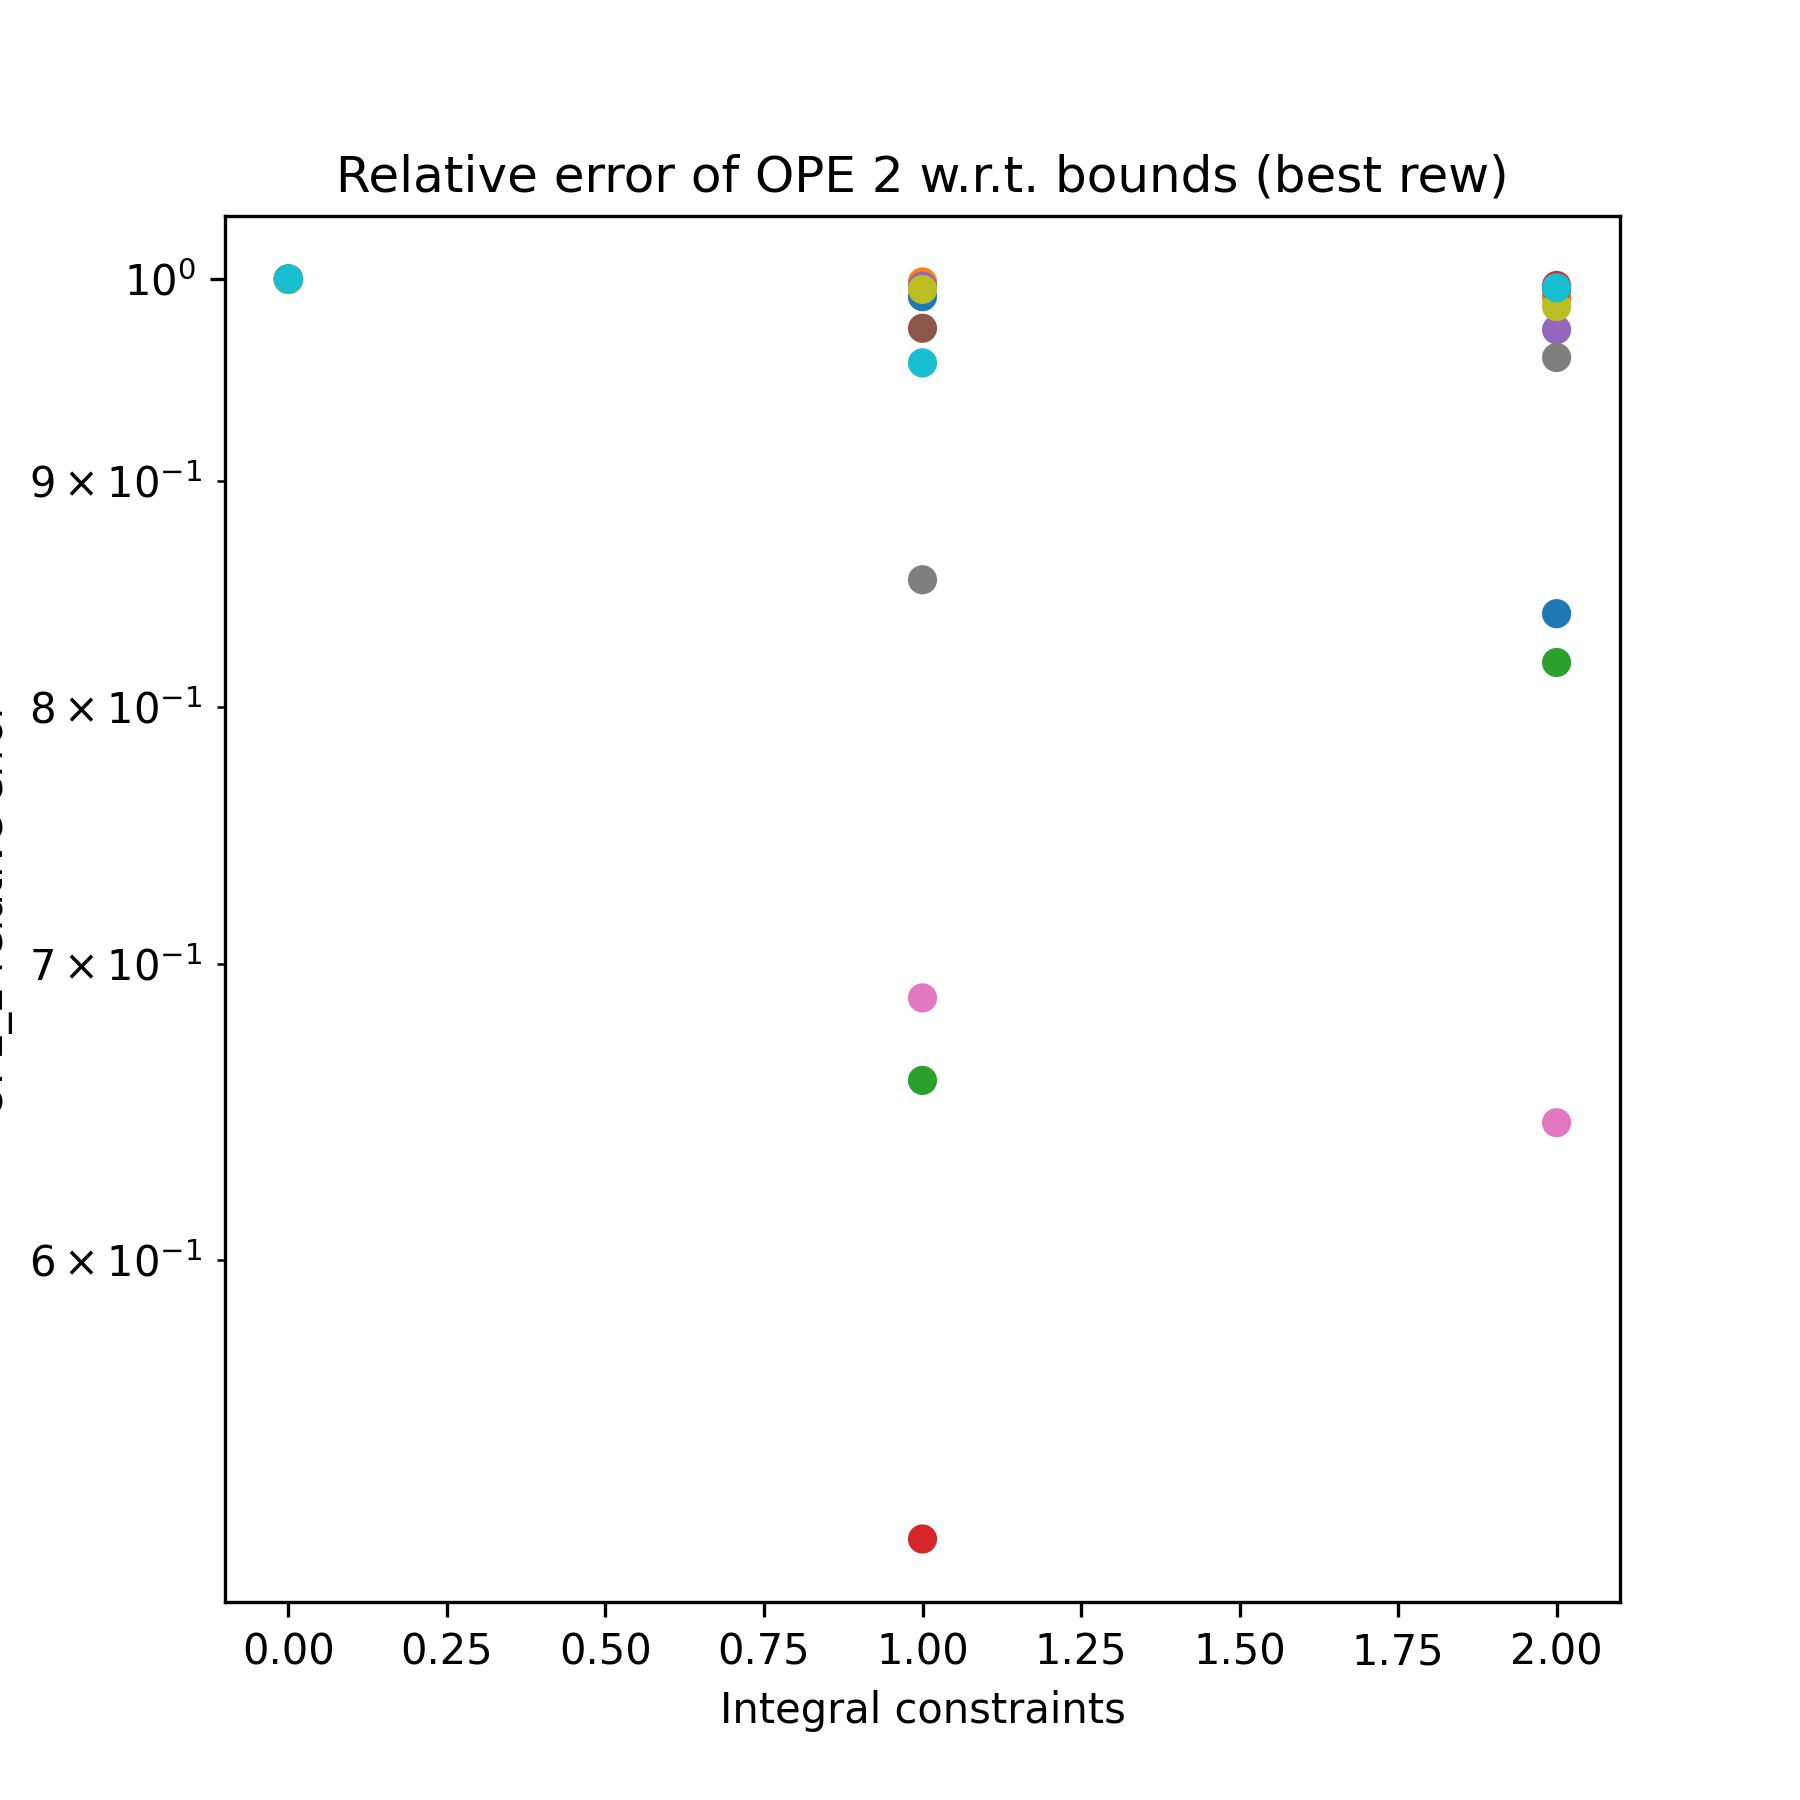 Relative error of OPE 2 w.r.t. bounds (best rew)
10⁰
9 × 10⁻¹
8 × 10⁻¹
7 × 10⁻¹
6 × 10⁻¹
0.00 0.25 0.50 0.75 1.00 1.25 1.50 1.75 2.00
Integral constraints